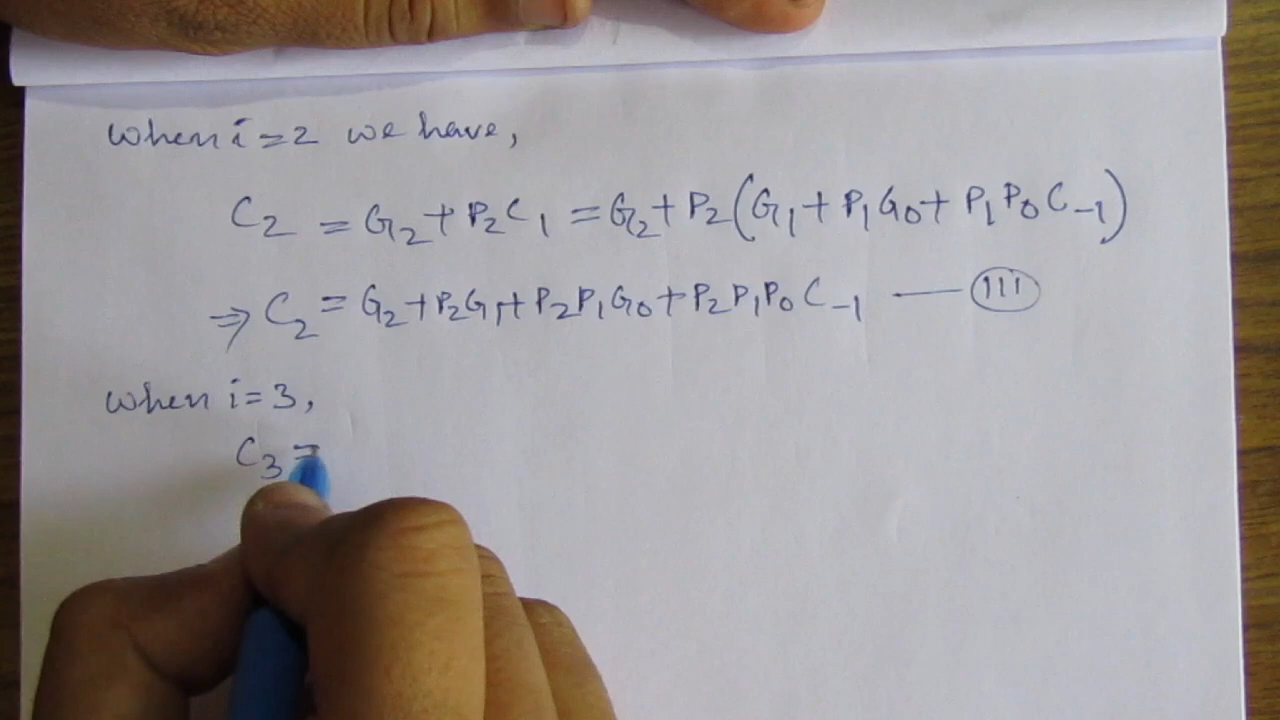 when i=2 we have,
C₂ = G₂+P₂C₁ = G₂+P₂(G₁+P₁G₀+P₁P₀C₋₁)
⇒ C₂ = G₂+P₂G₁+P₂P₁G₀+P₂P₁P₀C₋₁ — (111)
when i=3,
C₃ =